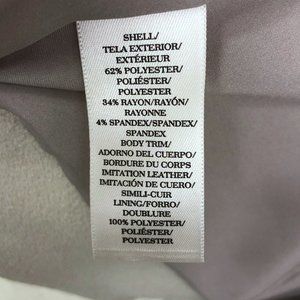 SHELL/
TELA EXTERIOR/
EXTÉRIEUR
62% POLYESTER/
POLIÉSTER/
POLYESTER
34% RAYON/RAYÓN/
RAYONNE
4% SPANDEX/SPANDEX/
SPANDEX
BODY TRIM/
ADORNO DEL CUERPO/
BORDURE DU CORPS
IMITATION LEATHER/
IMITACIÓN DE CUERO/
SIMILI-CUIR
LINING/FORRO/
DOUBLURE
100% POLYESTER/
POLIÉSTER/
POLYESTER